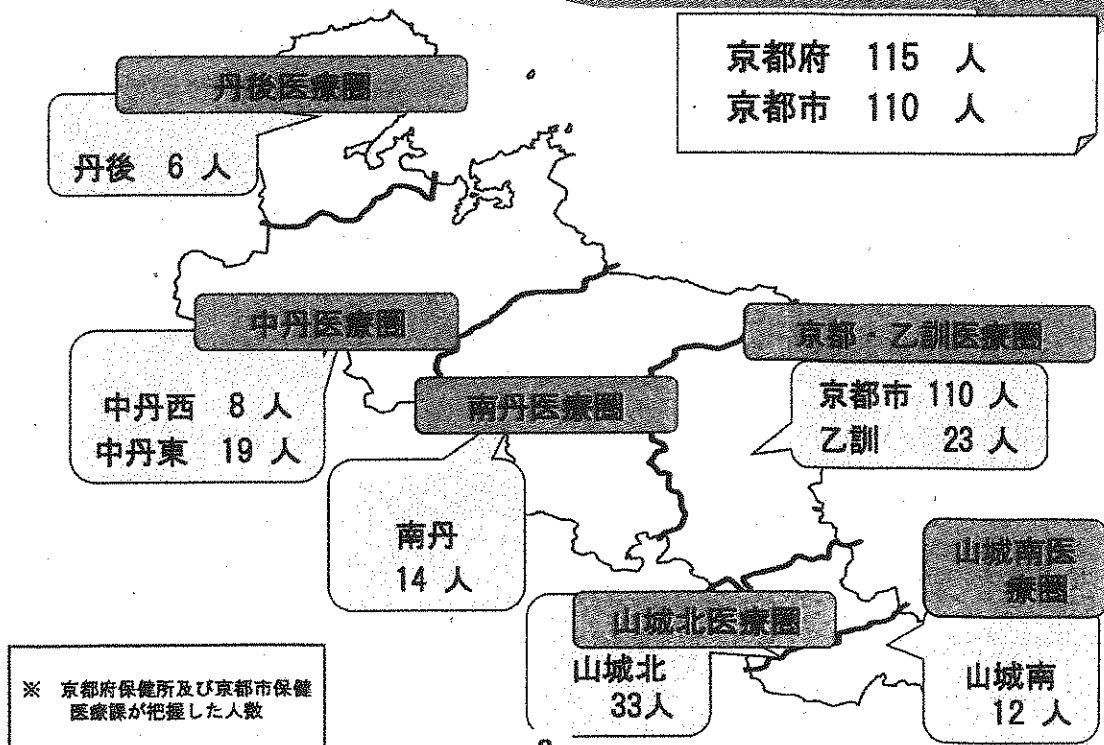 京都府 115 人
京都市 110 人
丹後医療圏
丹後 6 人
中丹医療圏
中丹西 8 人
中丹東 19 人
京都・乙訓医療圏
京都市 110 人
乙訓 23 人
南丹医療圏
南丹
14 人
山城南医
療圏
山城南
12 人
山城北医療圏
山城北
33人
※ 京都府保健所及び京都市保健
医療課が把握した人数